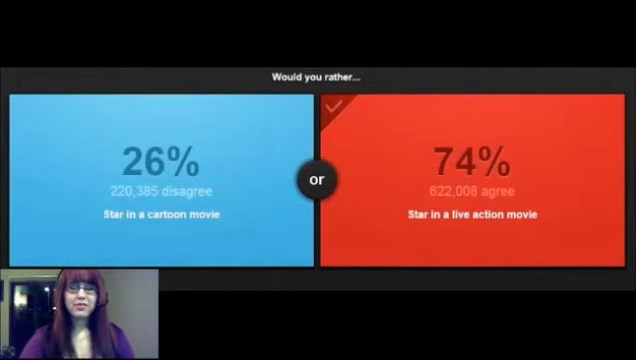 Would you rather...
26%
220,385 disagree
Star in a cartoon movie
or
74%
622,008 agree
Star in a live action movie